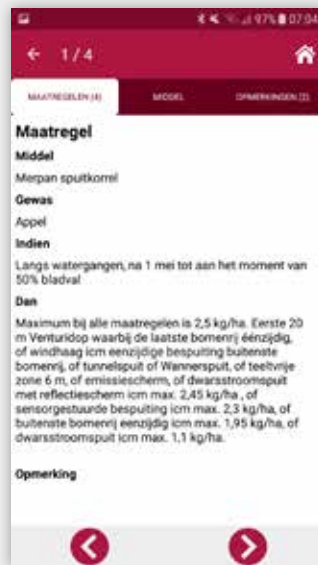 97% 07:04
1 / 4
MAATREGELEN (4) MIDDEL OPMERKINGEN (2)
Maatregel
Middel
Merpan spuitkorrel
Gewas
Appel
Indien
Langs watergangen, na 1 mei tot aan het moment van
50% bladval
Dan
Maximum bij alle maatregelen is 2,5 kg/ha. Eerste 20
m Venturidop waarbij de laatste bomenrij éénzijdig,
of windhaag icm eenzijdige bespuiting buitenste
bomenrij, of tunnelspuit of Wannerspuit, of teeltvrije
zone 6 m, of emissiescherm, of dwarsstroomspuit
met reflectiescherm icm max. 2,45 kg/ha , of
sensorgestuurde bespuiting icm max. 2,3 kg/ha, of
buitenste bomenrij eenzijdig icm max. 1,95 kg/ha, of
dwarsstroomspuit icm max. 1,1 kg/ha.
Opmerking